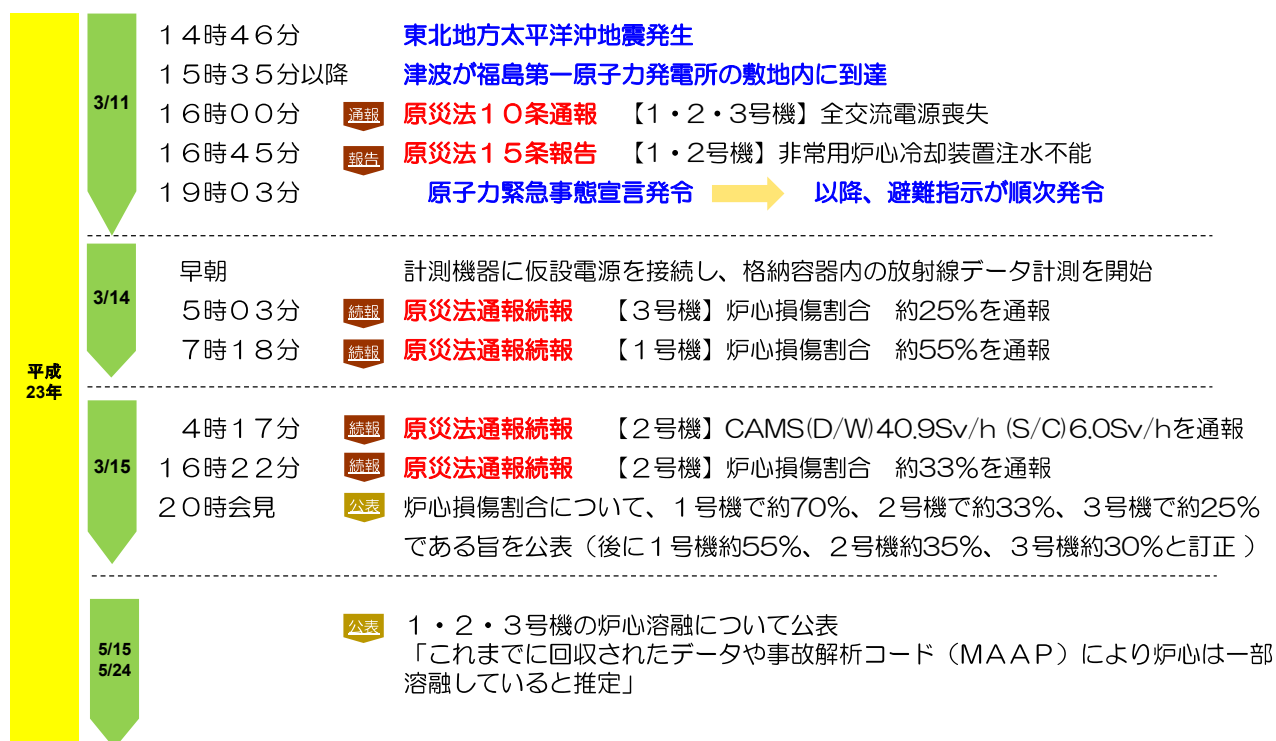 平成
23年
3/11
１４時４６分 東北地方太平洋沖地震発生
１５時３５分以降 津波が福島第一原子力発電所の敷地内に到達
１６時００分 通報 原災法１０条通報 【１・２・３号機】全交流電源喪失
１６時４５分 報告 原災法１５条報告 【１・２号機】非常用炉心冷却装置注水不能
１９時０３分 原子力緊急事態宣言発令 以降、避難指示が順次発令
3/14
早朝 計測機器に仮設電源を接続し、格納容器内の放射線データ計測を開始
５時０３分 続報 原災法通報続報 【３号機】炉心損傷割合 約25%を通報
７時１８分 続報 原災法通報続報 【１号機】炉心損傷割合 約55%を通報
3/15
４時１７分 続報 原災法通報続報 【２号機】CAMS(D/W)40.9Sv/h (S/C)6.0Sv/hを通報
１６時２２分 続報 原災法通報続報 【２号機】炉心損傷割合 約33%を通報
２０時会見 公表 炉心損傷割合について、１号機で約70%、２号機で約33%、３号機で約25%
である旨を公表（後に１号機約55%、２号機約35%、３号機約30%と訂正 ）
5/15
5/24
公表 １・２・３号機の炉心溶融について公表
「これまでに回収されたデータや事故解析コード（ＭＡＡＰ）により炉心は一部
溶融していると推定」